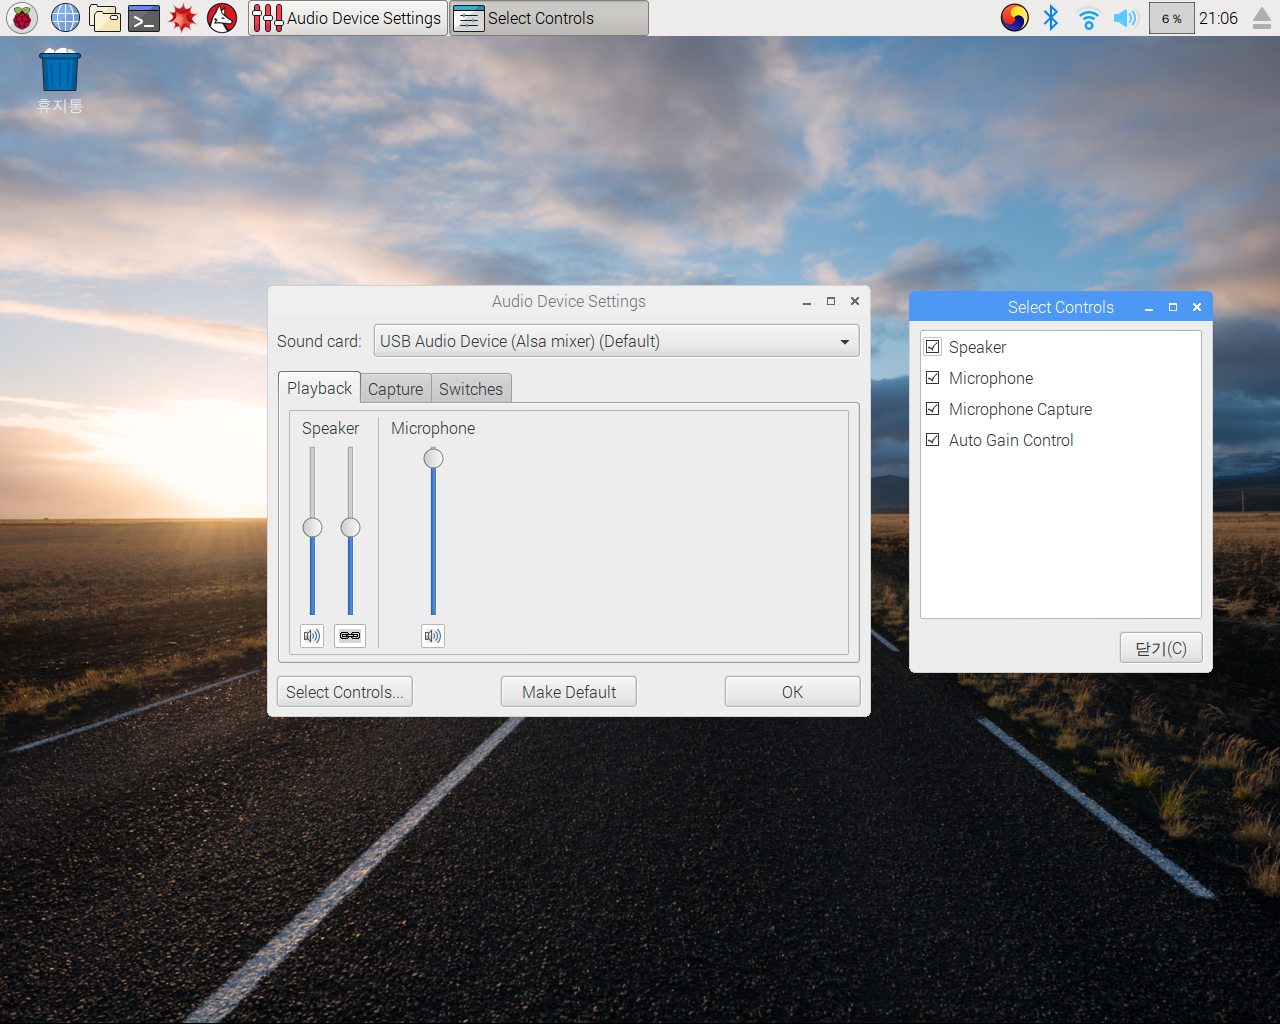 Audio Device Settings
Select Controls
6 %
21:06
휴지통
Audio Device Settings
Sound card:
USB Audio Device (Alsa mixer) (Default)
Playback
Capture
Switches
Speaker
Microphone
Select Controls...
Make Default
OK
Select Controls
Speaker
Microphone
Microphone Capture
Auto Gain Control
닫기(C)